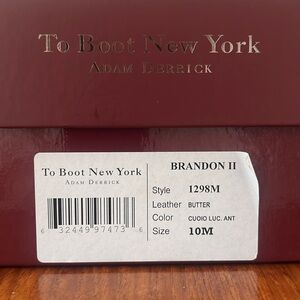 To Boot New York
ADAM DERRICK
To Boot New York
ADAM DERRICK
6 32449 97473 6
BRANDON II
Style 1298M
Leather BUTTER
Color CUOIO LUC. ANT
Size 10M